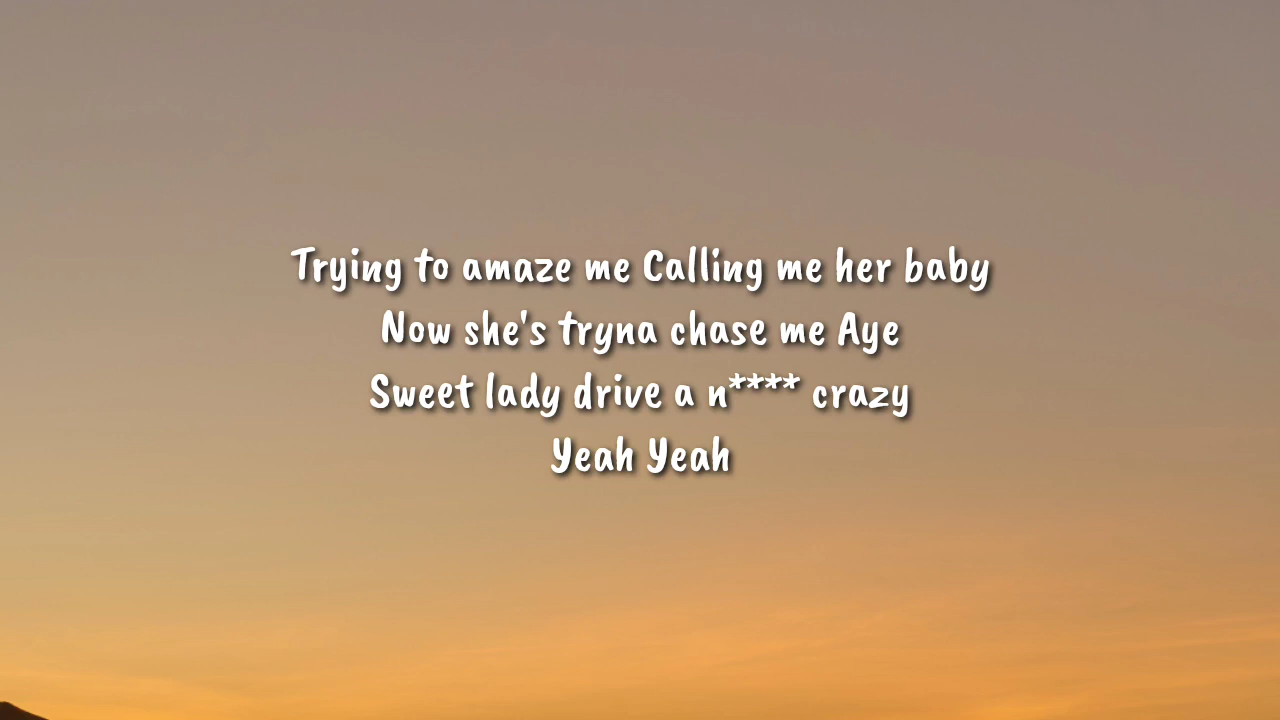 Trying to amaze me Calling me her baby
Now she's tryna chase me Aye
Sweet lady drive a n**** crazy
Yeah Yeah